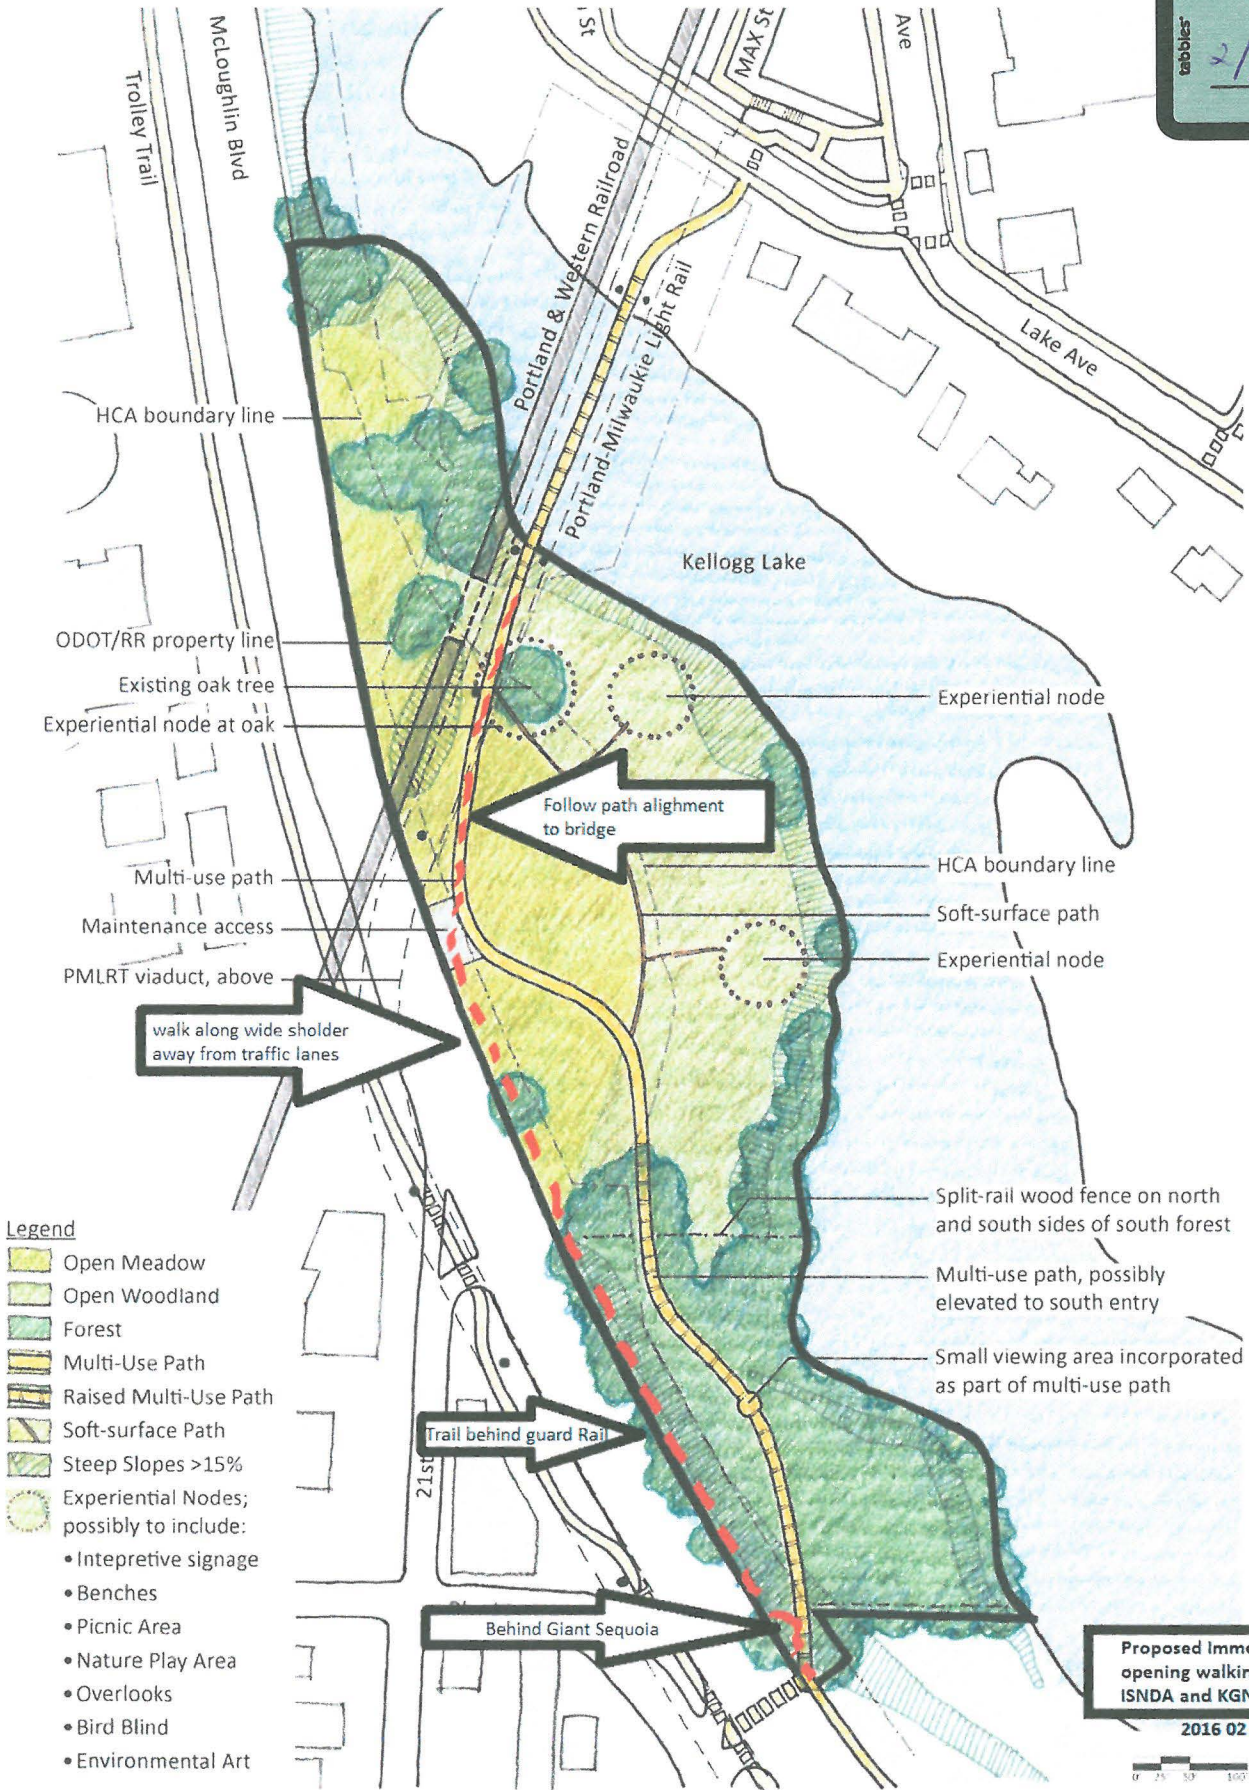 tabbies
2/
St
MAX St
Ave
Trolley Trail
McLoughlin Blvd
Portland & Western Railroad
Portland-Milwaukie Light Rail
Lake Ave
Kellogg Lake
HCA boundary line
ODOT/RR property line
Existing oak tree
Experiential node at oak
Experiential node
Follow path alighment
to bridge
Multi-use path
Maintenance access
PMLRT viaduct, above
HCA boundary line
Soft-surface path
Experiential node
walk along wide sholder
away from traffic lanes
Split-rail wood fence on north
and south sides of south forest
Multi-use path, possibly
elevated to south entry
Small viewing area incorporated
as part of multi-use path
Legend
Open Meadow
Open Woodland
Forest
Multi-Use Path
Raised Multi-Use Path
Soft-surface Path
Steep Slopes >15%
Experiential Nodes;
possibly to include:
• Intepretive signage
• Benches
• Picnic Area
• Nature Play Area
• Overlooks
• Bird Blind
• Environmental Art
Trail behind guard Rail
21st
Behind Giant Sequoia
Proposed Imme
opening walkin
ISNDA and KGN
2016 02
0' 25' 50' 100'